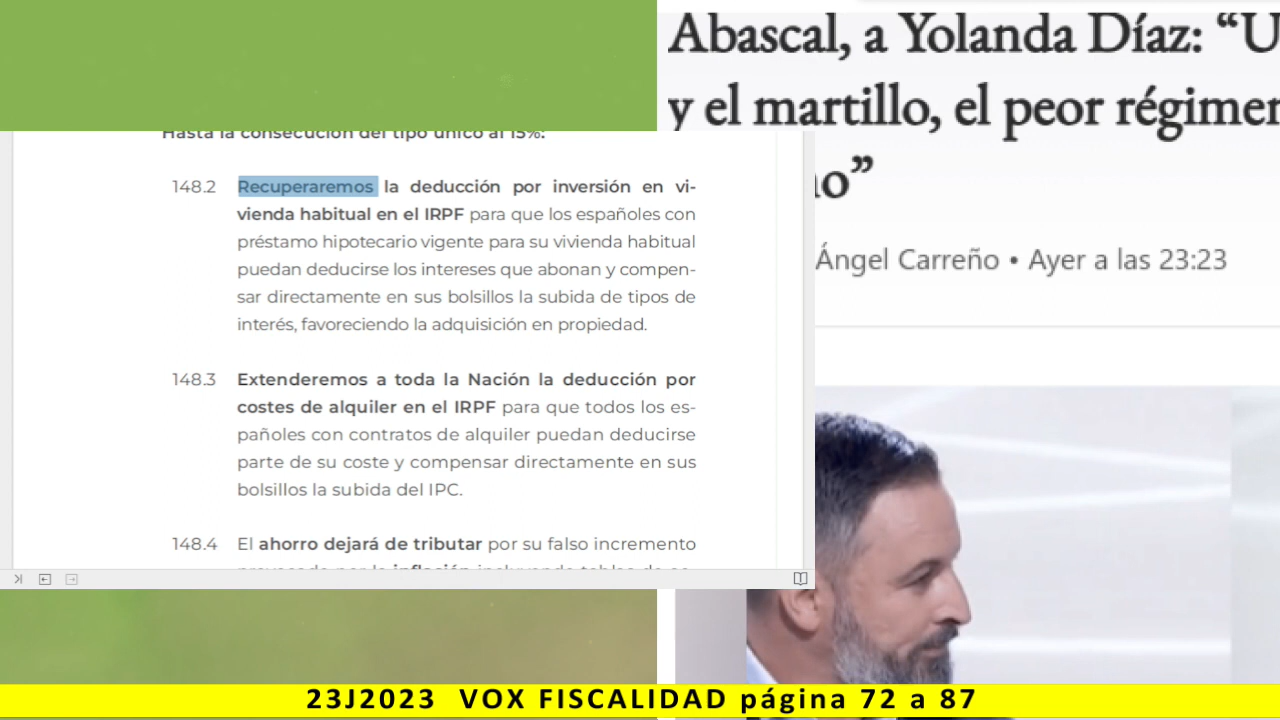 Abascal, a Yolanda Díaz: “U
y el martillo, el peor régimen
no”
Ángel Carreño • Ayer a las 23:23
Hasta la consecución del tipo único al 15%:
148.2 Recuperaremos la deducción por inversión en vi-
vienda habitual en el IRPF para que los españoles con
préstamo hipotecario vigente para su vivienda habitual
puedan deducirse los intereses que abonan y compen-
sar directamente en sus bolsillos la subida de tipos de
interés, favoreciendo la adquisición en propiedad.
148.3 Extenderemos a toda la Nación la deducción por
costes de alquiler en el IRPF para que todos los es-
pañoles con contratos de alquiler puedan deducirse
parte de su coste y compensar directamente en sus
bolsillos la subida del IPC.
148.4 El ahorro dejará de tributar por su falso incremento
23J2023 VOX FISCALIDAD página 72 a 87